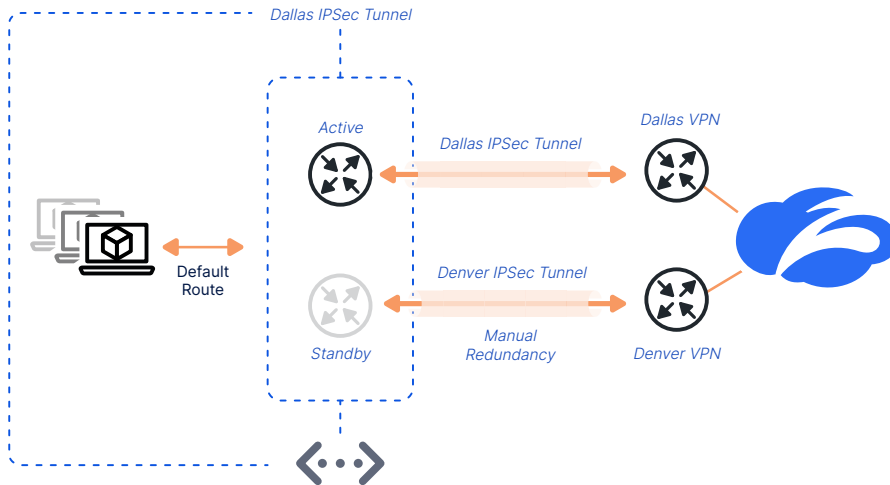 Dallas IPSec Tunnel
Active
Dallas IPSec Tunnel
Dallas VPN
Default
Route
Denver IPSec Tunnel
Standby
Manual
Redundancy
Denver VPN